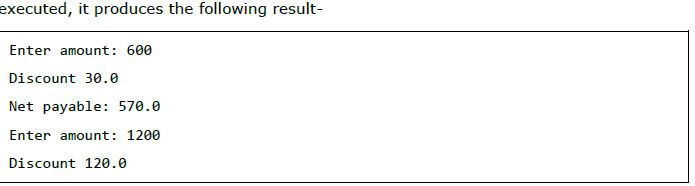 executed, it produces the following result-
Enter amount: 600
Discount 30.0
Net payable: 570.0
Enter amount: 1200
Discount 120.0